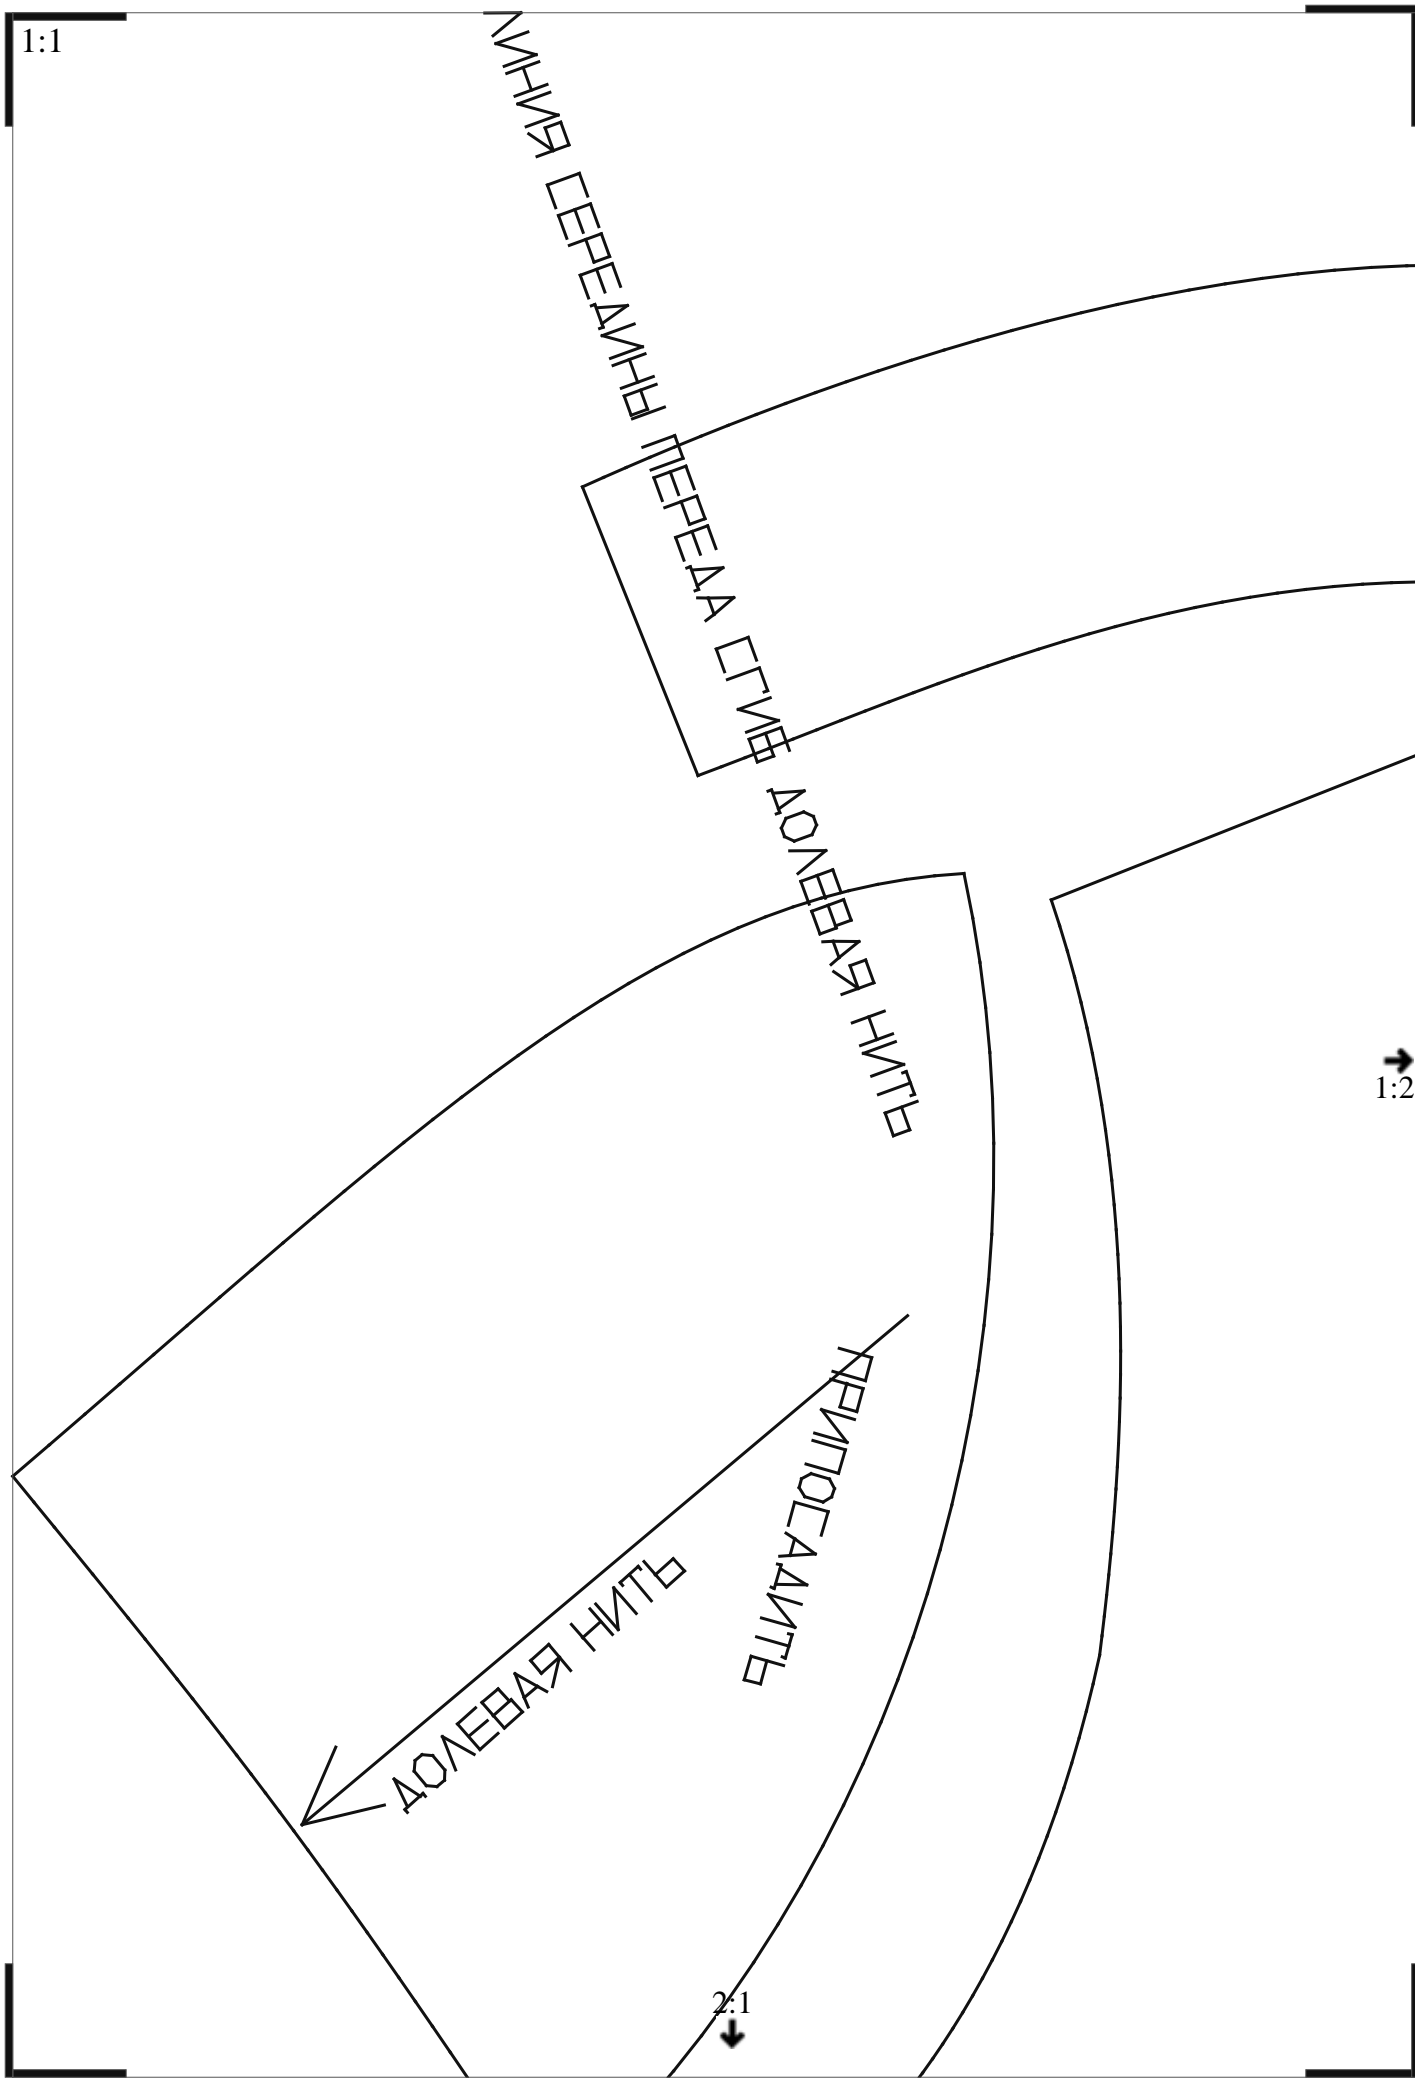 1:1
ЛИНИЯ СЕРЕДИНЫ ПЕРЕДА СГИБ ДОЛЕВАЯ НИТЬ
1:2
ПРИПОСАДИТЬ
ДОЛЕВАЯ НИТЬ
2:1